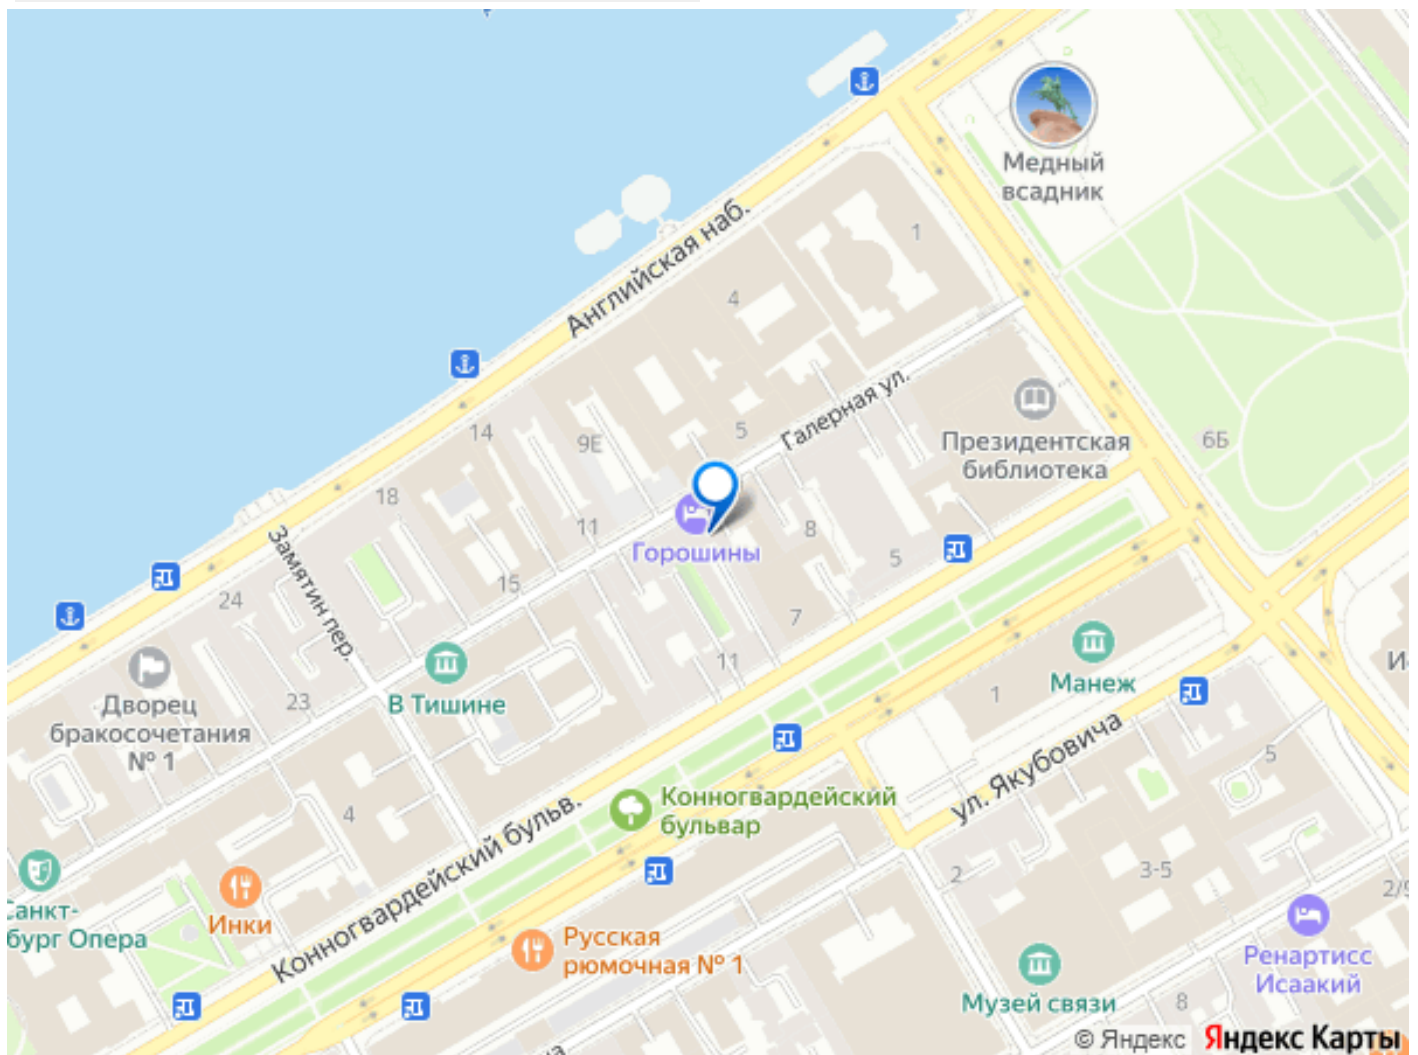 Медный
всадник
1
Английская наб.
4
Галерная ул.
5
14
9Е
Президентская
библиотека
6Б
18
11
Горошины
8
5
15
Замятин пер.
24
7
11
В Тишине
23
Дворец
бракосочетания
№ 1
Манеж
1
ул. Якубовича
5
4
Конногвардейский
бульвар
Конногвардейский бульв.
2
3-5
Инки
Санкт-
бург Опера
Русская
рюмочная № 1
Ренартисс
Исаакий
Музей связи
8
© Яндекс Яндекс Карты